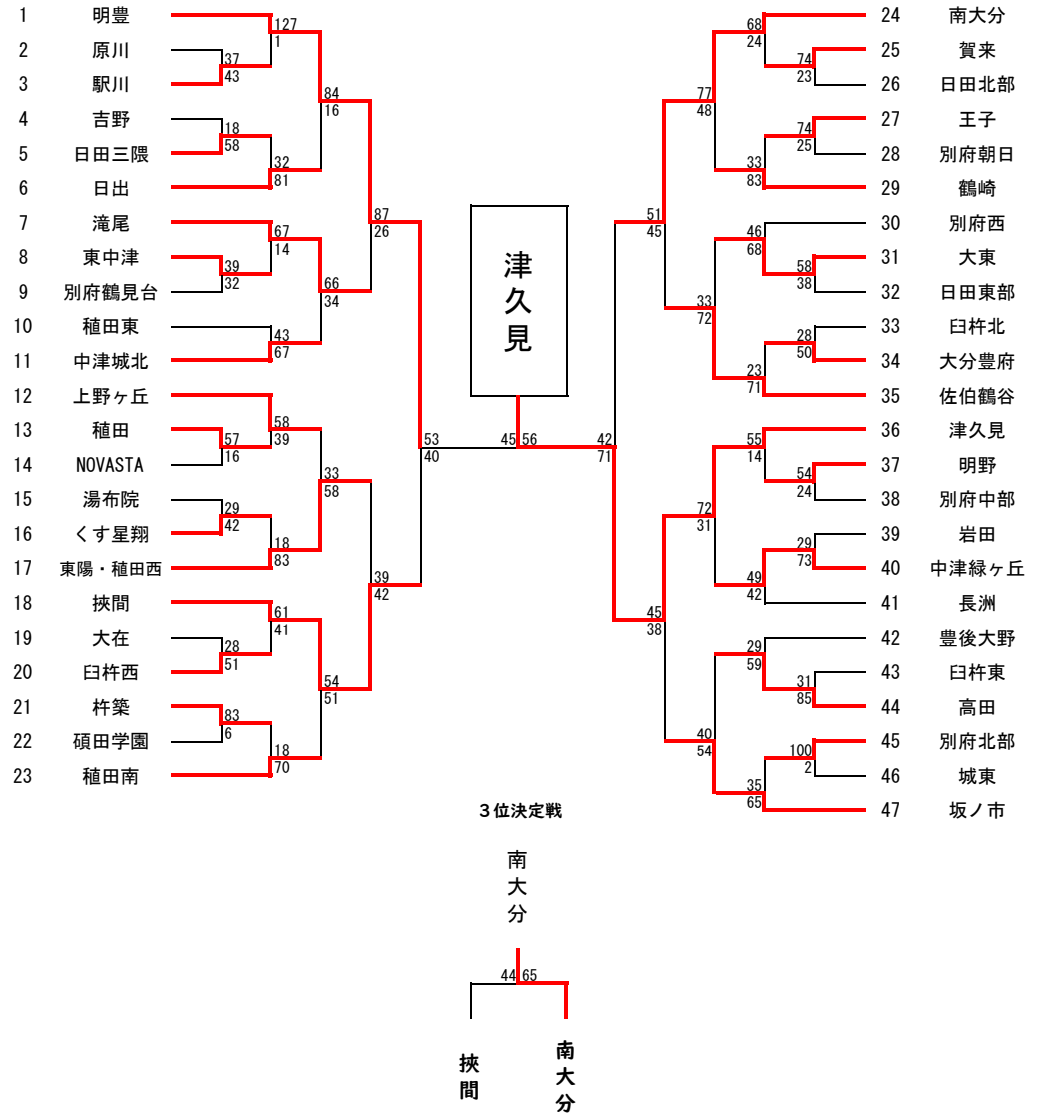 1 明豊
2 原川
3 駅川
4 吉野
5 日田三隈
6 日出
7 滝尾
8 東中津
9 別府鶴見台
10 稙田東
11 中津城北
12 上野ヶ丘
13 稙田
14 NOVASTA
15 湯布院
16 くす星翔
17 東陽・稙田西
18 挾間
19 大在
20 臼杵西
21 杵築
22 碩田学園
23 稙田南
127
1
37
43
84
16
18
58
32
81
87
26
67
14
39
32
66
34
43
67
53
40
58
39
57
16
33
58
29
42
18
83
39
42
61
41
28
51
54
51
83
6
18
70
津久見
45 56
68
24
74
23
77
48
74
25
33
83
51
45
46
68
58
38
33
72
28
50
23
71
42
71
55
14
54
24
72
31
29
73
49
42
45
38
29
59
31
85
40
54
100
2
35
65
24 南大分
25 賀来
26 日田北部
27 王子
28 別府朝日
29 鶴崎
30 別府西
31 大東
32 日田東部
33 臼杵北
34 大分豊府
35 佐伯鶴谷
36 津久見
37 明野
38 別府中部
39 岩田
40 中津緑ヶ丘
41 長洲
42 豊後大野
43 臼杵東
44 高田
45 別府北部
46 城東
47 坂ノ市
３位決定戦
南大分
44 65
挾間
南大分